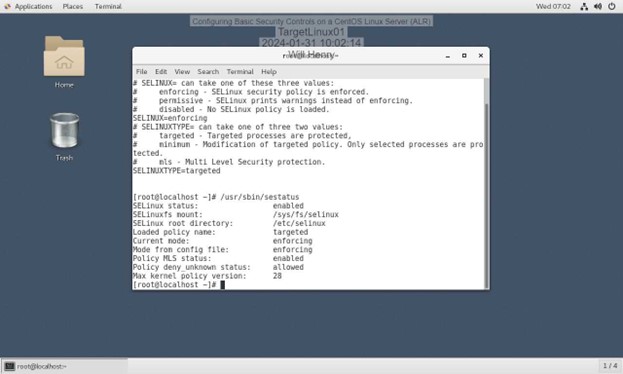 Applications Places Terminal Wed 07:02
Configuring Basic Security Controls on a CentOS Linux Server (ALR)
TargetLinux01
2024-01-31 10:02:14
Will Henry
Home
Trash
File Edit View Search Terminal Help
# SELINUX= can take one of these three values:
#     enforcing - SELinux security policy is enforced.
#     permissive - SELinux prints warnings instead of enforcing.
#     disabled - No SELinux policy is loaded.
SELINUX=enforcing
# SELINUXTYPE= can take one of three two values:
#     targeted - Targeted processes are protected,
#     minimum - Modification of targeted policy. Only selected processes are pro
tected.
#     mls - Multi Level Security protection.
SELINUXTYPE=targeted
[root@localhost ~]# /usr/sbin/sestatus
SELinux status:                 enabled
SELinuxfs mount:                /sys/fs/selinux
SELinux root directory:         /etc/selinux
Loaded policy name:             targeted
Current mode:                   enforcing
Mode from config file:          enforcing
Policy MLS status:              enabled
Policy deny_unknown status:     allowed
Max kernel policy version:      28
[root@localhost ~]#
root@localhost:~
1 / 4